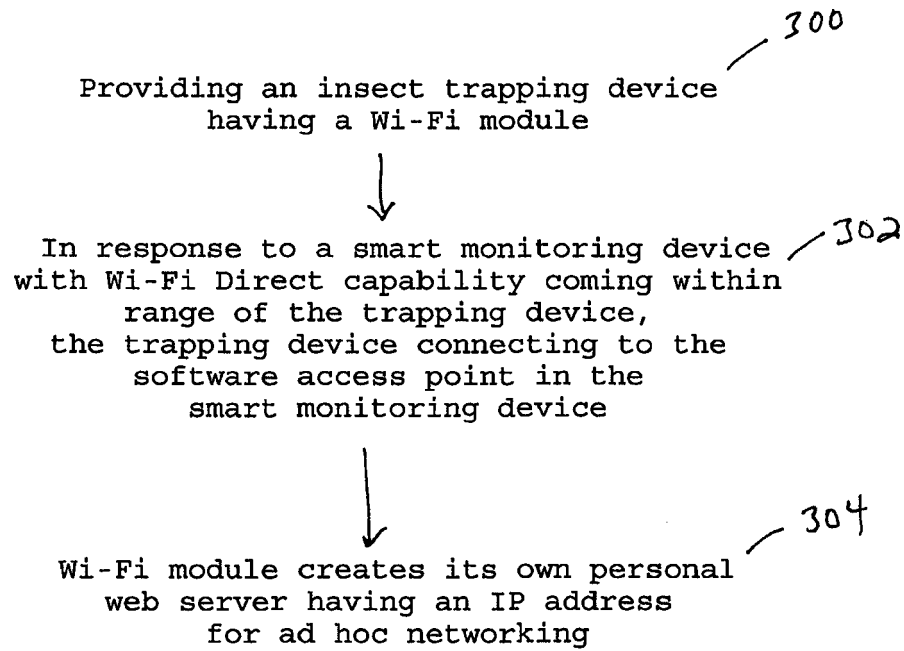 300
Providing an insect trapping device
having a Wi-Fi module
302
In response to a smart monitoring device
with Wi-Fi Direct capability coming within
range of the trapping device,
the trapping device connecting to the
software access point in the
smart monitoring device
304
Wi-Fi module creates its own personal
web server having an IP address
for ad hoc networking